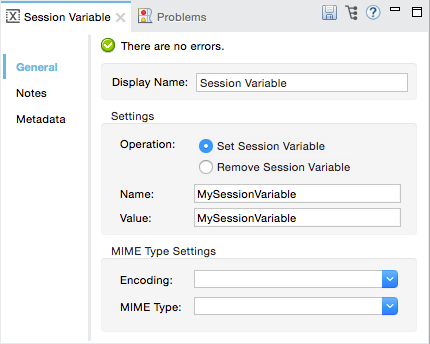 Session Variable
Problems
There are no errors.
General
Notes
Metadata
Display Name: Session Variable
Settings
Operation: Set Session Variable
Remove Session Variable
Name: MySessionVariable
Value: MySessionVariable
MIME Type Settings
Encoding:
MIME Type: